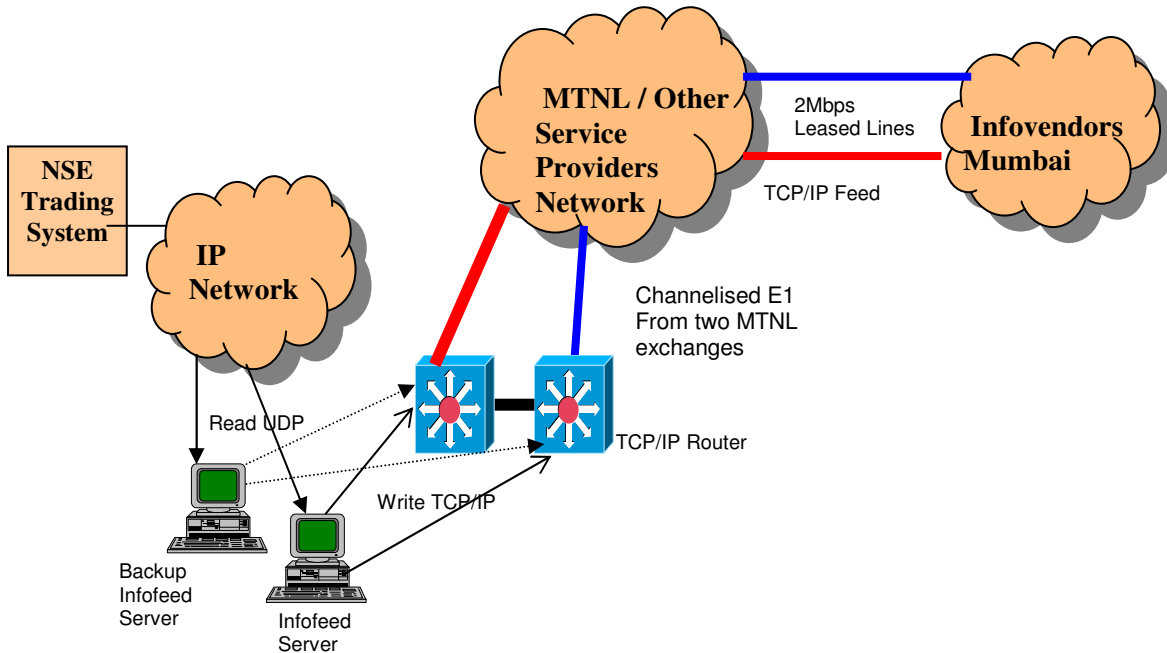 NSE
Trading
System
IP
Network
MTNL / Other
Service
Providers
Network
2Mbps
Leased Lines
TCP/IP Feed
Infovendors
Mumbai
Channelised E1
From two MTNL
exchanges
Read UDP
TCP/IP Router
Write TCP/IP
Backup
Infofeed
Server
Infofeed
Server